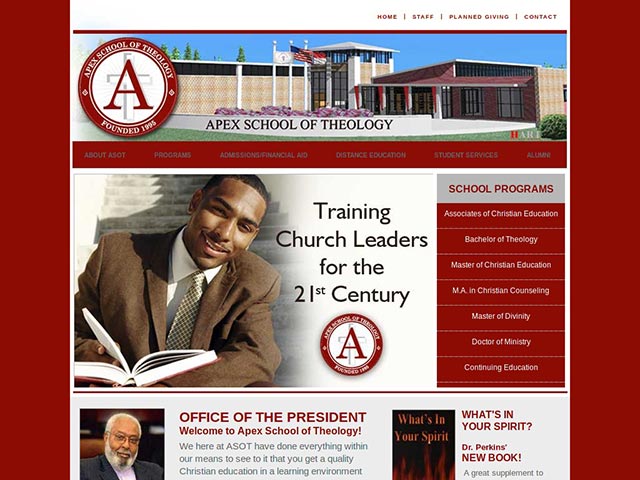 HOME | STAFF | PLANNED GIVING | CONTACT
APEX SCHOOL OF THEOLOGY
A
FOUNDED 1995
APEX SCHOOL OF THEOLOGY
HART
ABOUT ASOT PROGRAMS ADMISSIONS/FINANCIAL AID DISTANCE EDUCATION STUDENT SERVICES ALUMNI
Training
Church Leaders
for the
21st Century
APEX SCHOOL OF THEOLOGY
A
FOUNDED 1995
SCHOOL PROGRAMS
Associates of Christian Education
Bachelor of Theology
Master of Christian Education
M.A. in Christian Counseling
Master of Divinity
Doctor of Ministry
Continuing Education
OFFICE OF THE PRESIDENT
Welcome to Apex School of Theology!
We here at ASOT have done everything within
our means to see to it that you get a quality
Christian education in a learning environment
What's In
Your Spirit
WHAT'S IN
YOUR SPIRIT?
Dr. Perkins'
NEW BOOK!
A great supplement to